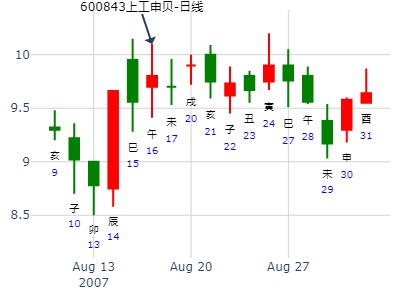 600843上工申贝-日线
10
9.5
9
8.5
亥
9
子
10
卯
13
辰
14
巳
15
午
16
未
17
戌
20
亥
21
子
22
丑
23
寅
24
巳
27
午
28
未
29
申
30
酉
31
Aug 13
2007
Aug 20
Aug 27